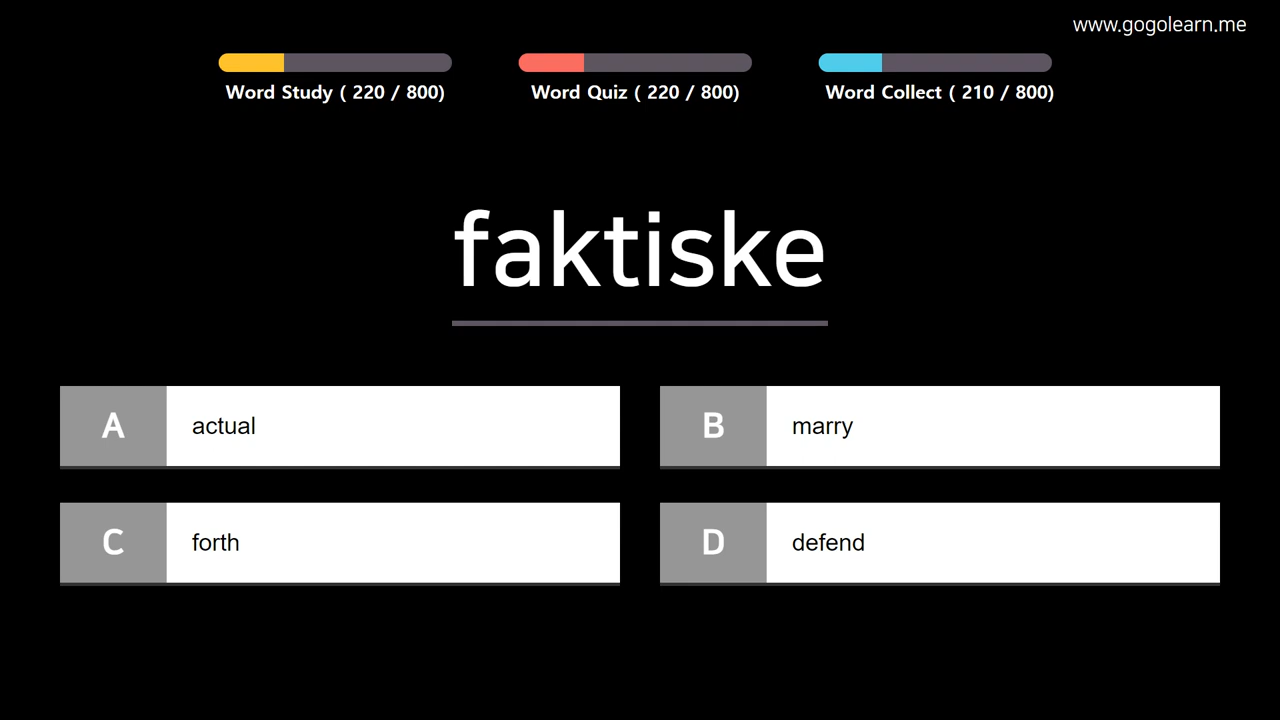 www.gogolearn.me
Word Study ( 220 / 800)
Word Quiz ( 220 / 800)
Word Collect ( 210 / 800)
faktiske
A actual
B marry
C forth
D defend